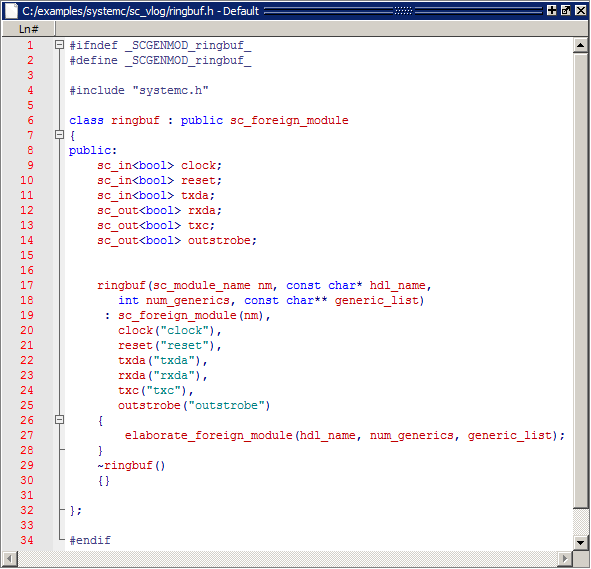 C:/examples/systemc/sc_vlog/ringbuf.h - Default
Ln#
1 #ifndef _SCGENMOD_ringbuf_
2 #define _SCGENMOD_ringbuf_
3
4 #include "systemc.h"
5
6 class ringbuf : public sc_foreign_module
7 {
8 public:
9     sc_in<bool> clock;
10     sc_in<bool> reset;
11     sc_in<bool> txda;
12     sc_out<bool> rxda;
13     sc_out<bool> txc;
14     sc_out<bool> outstrobe;
15
16
17     ringbuf(sc_module_name nm, const char* hdl_name,
18        int num_generics, const char** generic_list)
19      : sc_foreign_module(nm),
20        clock("clock"),
21        reset("reset"),
22        txda("txda"),
23        rxda("rxda"),
24        txc("txc"),
25        outstrobe("outstrobe")
26     {
27         elaborate_foreign_module(hdl_name, num_generics, generic_list);
28     }
29     ~ringbuf()
30     {}
31
32 };
33
34 #endif